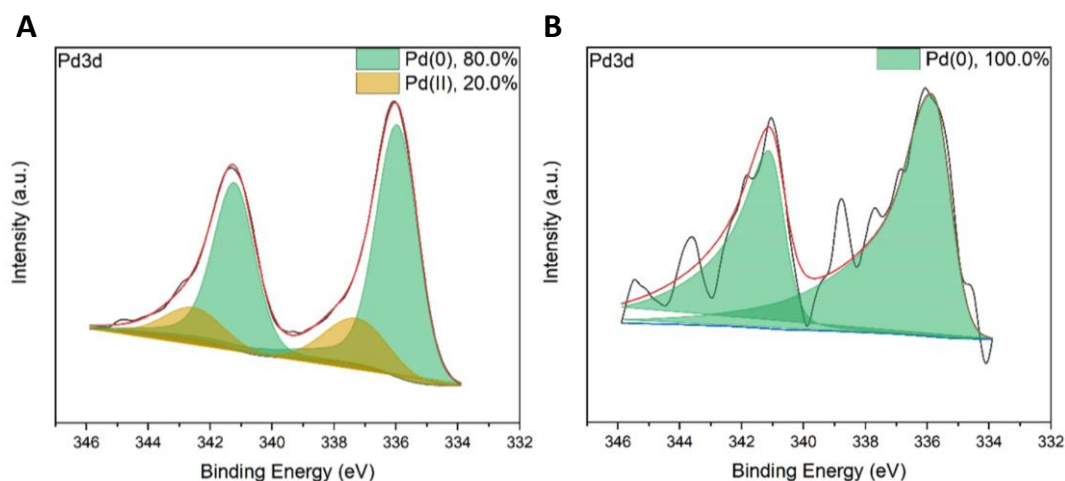 A
Pd3d
Pd(0), 80.0%
Pd(II), 20.0%
Intensity (a.u.)
346 344 342 340 338 336 334 332
Binding Energy (eV)
B
Pd3d
Pd(0), 100.0%
Intensity (a.u.)
346 344 342 340 338 336 334 332
Binding Energy (eV)